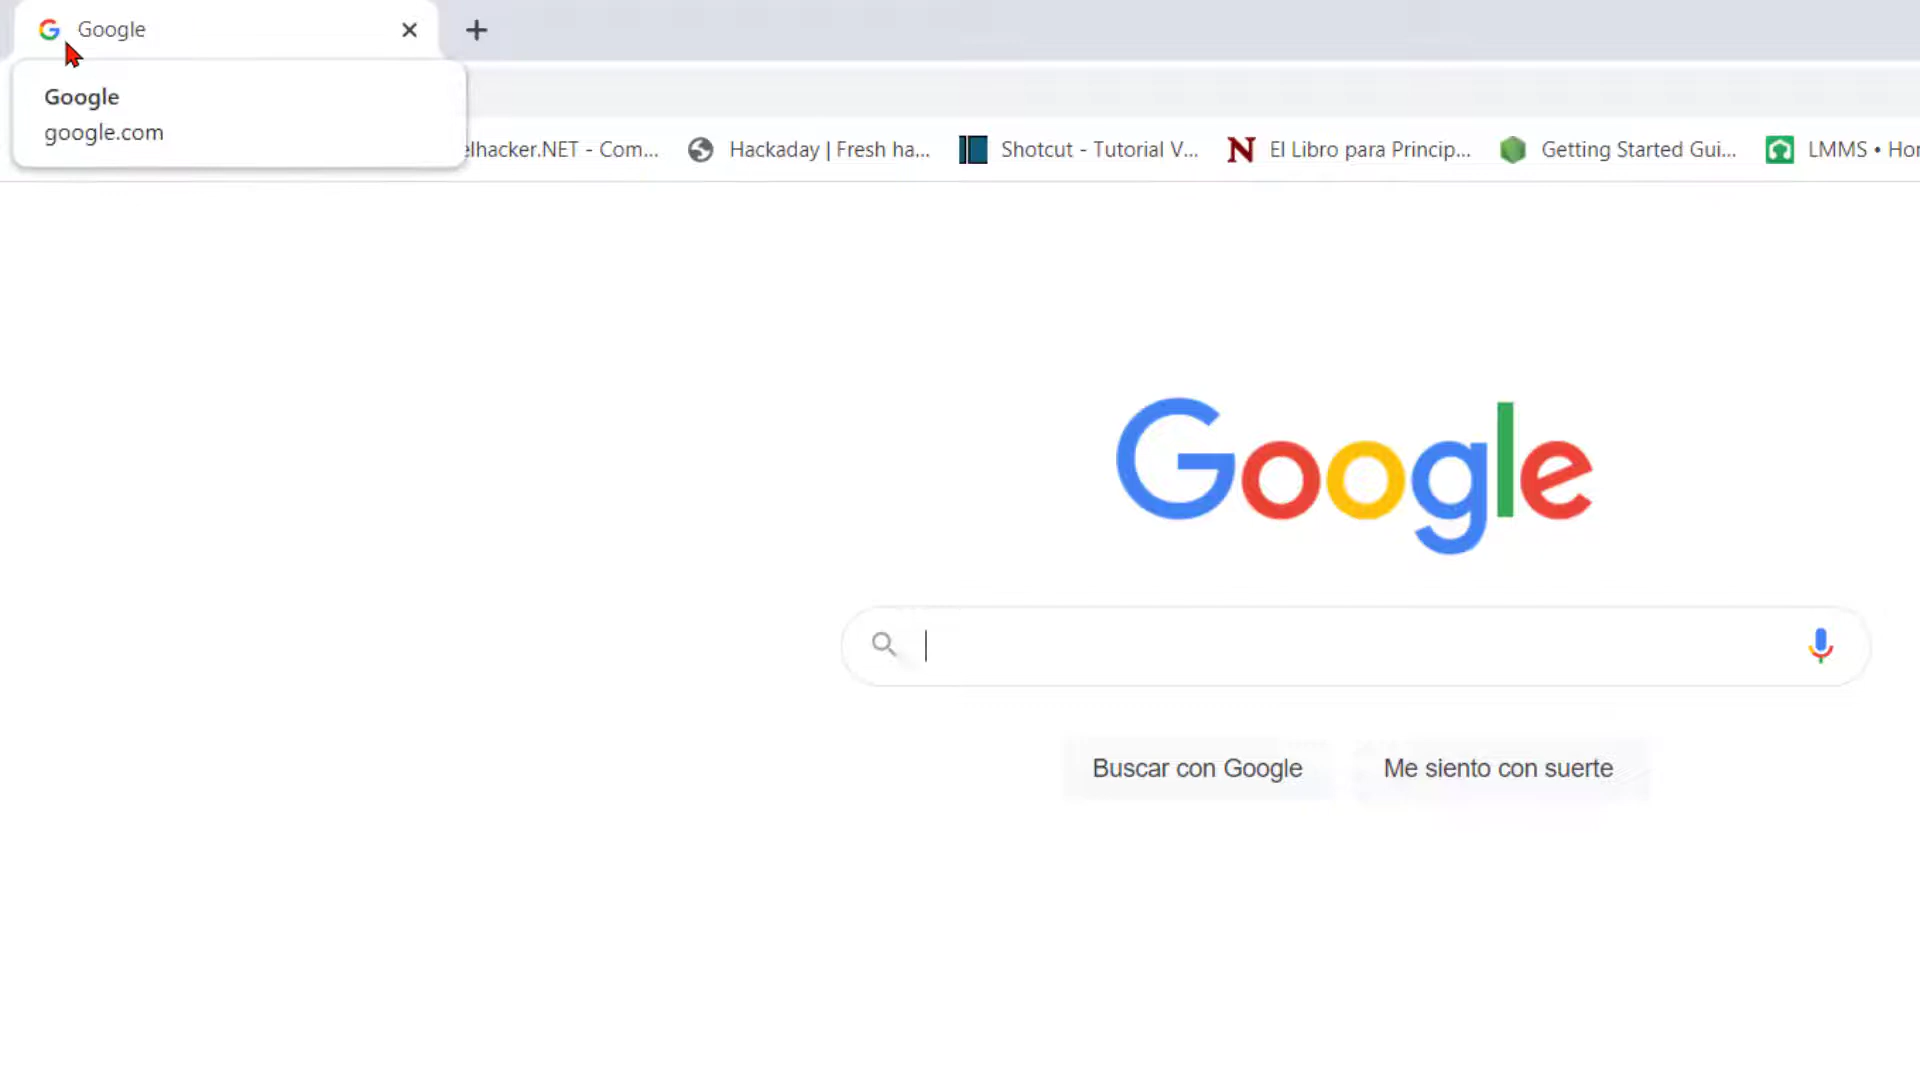 Google
Google
google.com
elhacker.NET - Com...
Hackaday | Fresh ha...
Shotcut - Tutorial V...
El Libro para Princip...
Getting Started Gui...
LMMS • Hor
Google
Buscar con Google
Me siento con suerte